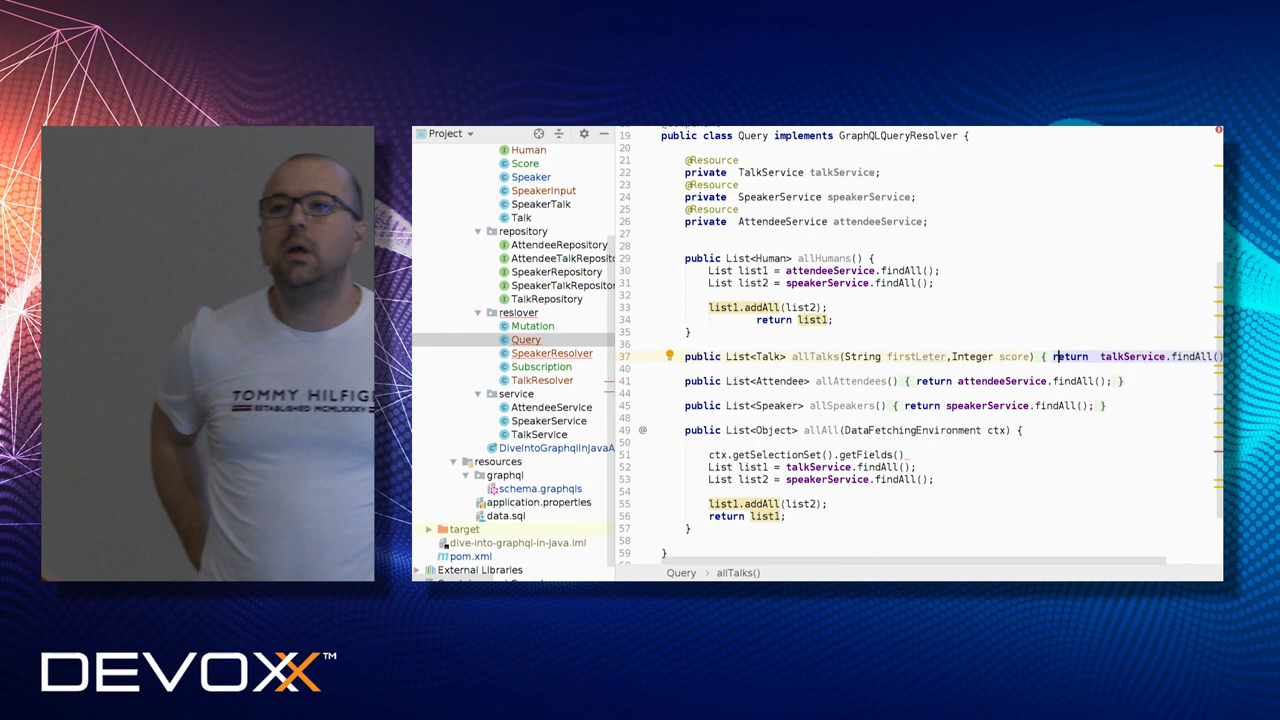 TOMMY HILFIG
ESTABLISHED MCMLXXXV
DEVOXX™
Project
Human
Score
Speaker
SpeakerInput
SpeakerTalk
Talk
repository
AttendeeRepository
AttendeeTalkReposito
SpeakerRepository
SpeakerTalkRepositor
TalkRepository
reslover
Mutation
Query
SpeakerResolver
Subscription
TalkResolver
service
AttendeeService
SpeakerService
TalkService
DiveIntoGraphqlInJavaA
resources
graphql
schema.graphqls
application.properties
data.sql
target
dive-into-graphql-in-java.iml
pom.xml
External Libraries
19 public class Query implements GraphQLQueryResolver {
20
21 @Resource
22 private TalkService talkService;
23 @Resource
24 private SpeakerService speakerService;
25 @Resource
26 private AttendeeService attendeeService;
27
28
29 public List<Human> allHumans() {
30 List list1 = attendeeService.findAll();
31 List list2 = speakerService.findAll();
32
33 list1.addAll(list2);
34 return list1;
35 }
36
37 public List<Talk> allTalks(String firstLeter,Integer score) { return talkService.findAll()
40
41 public List<Attendee> allAttendees() { return attendeeService.findAll(); }
44
45 public List<Speaker> allSpeakers() { return speakerService.findAll(); }
48
49 @ public List<Object> allAll(DataFetchingEnvironment ctx) {
50
51 ctx.getSelectionSet().getFields()
52 List list1 = talkService.findAll();
53 List list2 = speakerService.findAll();
54
55 list1.addAll(list2);
56 return list1;
57 }
58
59 }
Query › allTalks()